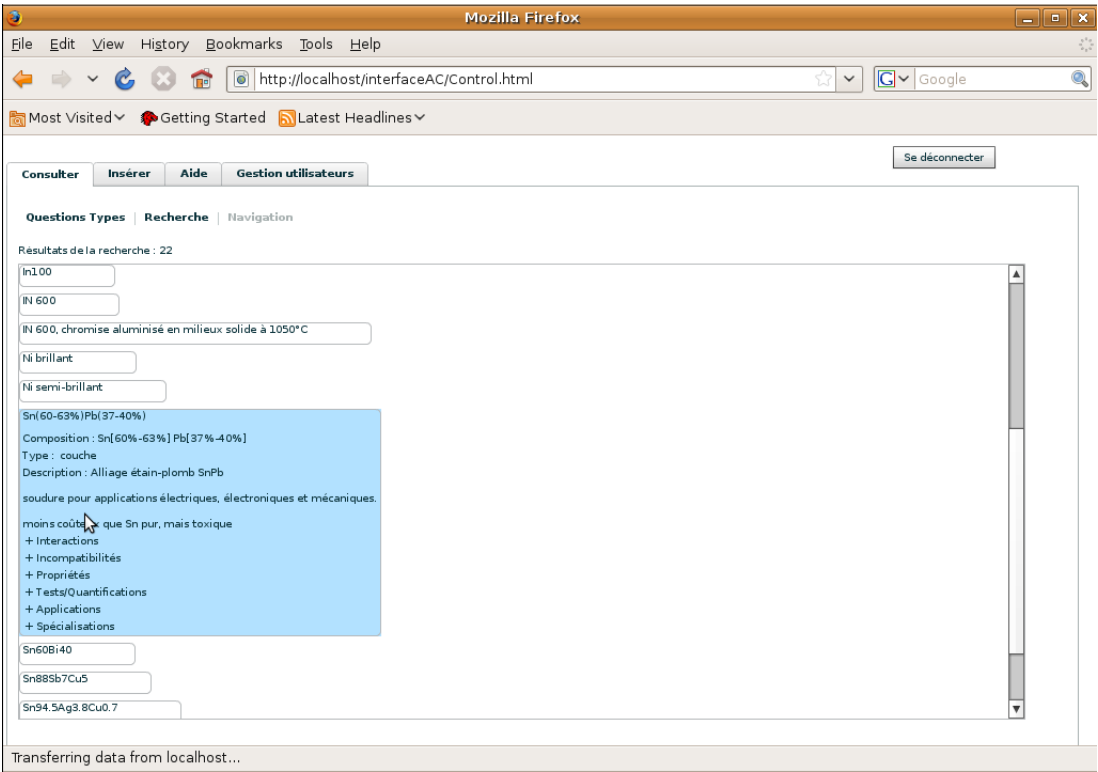 Mozilla Firefox
File Edit View History Bookmarks Tools Help
http://localhost/interfaceAC/Control.html
G Google
Most Visited Getting Started Latest Headlines
Se déconnecter
Consulter Insérer Aide Gestion utilisateurs
Questions Types | Recherche | Navigation
Résultats de la recherche : 22
In100
IN 600
IN 600, chromise aluminisé en milieux solide à 1050°C
Ni brillant
Ni semi-brillant
Sn(60-63%)Pb(37-40%)
Composition : Sn[60%-63%] Pb[37%-40%]
Type : couche
Description : Alliage étain-plomb SnPb
soudure pour applications électriques, électroniques et mécaniques.
moins coûteux que Sn pur, mais toxique
+ Interactions
+ Incompatibilités
+ Propriétés
+ Tests/Quantifications
+ Applications
+ Spécialisations
Sn60Bi40
Sn88Sb7Cu5
Sn94.5Ag3.8Cu0.7
Transferring data from localhost...